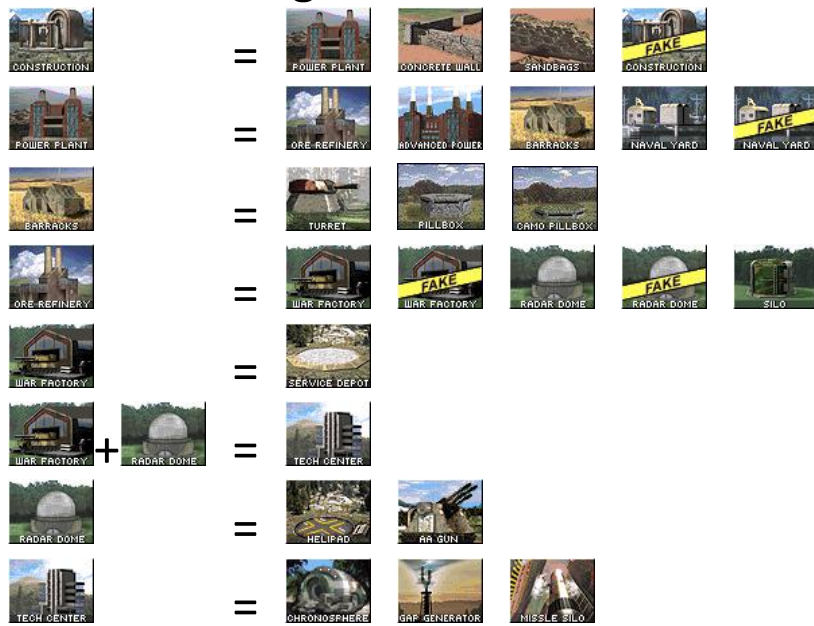 CONSTRUCTION = POWER PLANT CONCRETE WALL SANDBAGS FAKE CONSTRUCTION
POWER PLANT = ORE REFINERY ADVANCED POWER BARRACKS NAVAL YARD FAKE NAVAL YARD
BARRACKS = TURRET PILLBOX CAMO PILLBOX
ORE REFINERY = WAR FACTORY FAKE WAR FACTORY RADAR DOME FAKE RADAR DOME SILO
WAR FACTORY = SERVICE DEPOT
WAR FACTORY + RADAR DOME = TECH CENTER
RADAR DOME = HELIPAD AA GUN
TECH CENTER = CHRONOSPHERE GAP GENERATOR MISSLE SILO